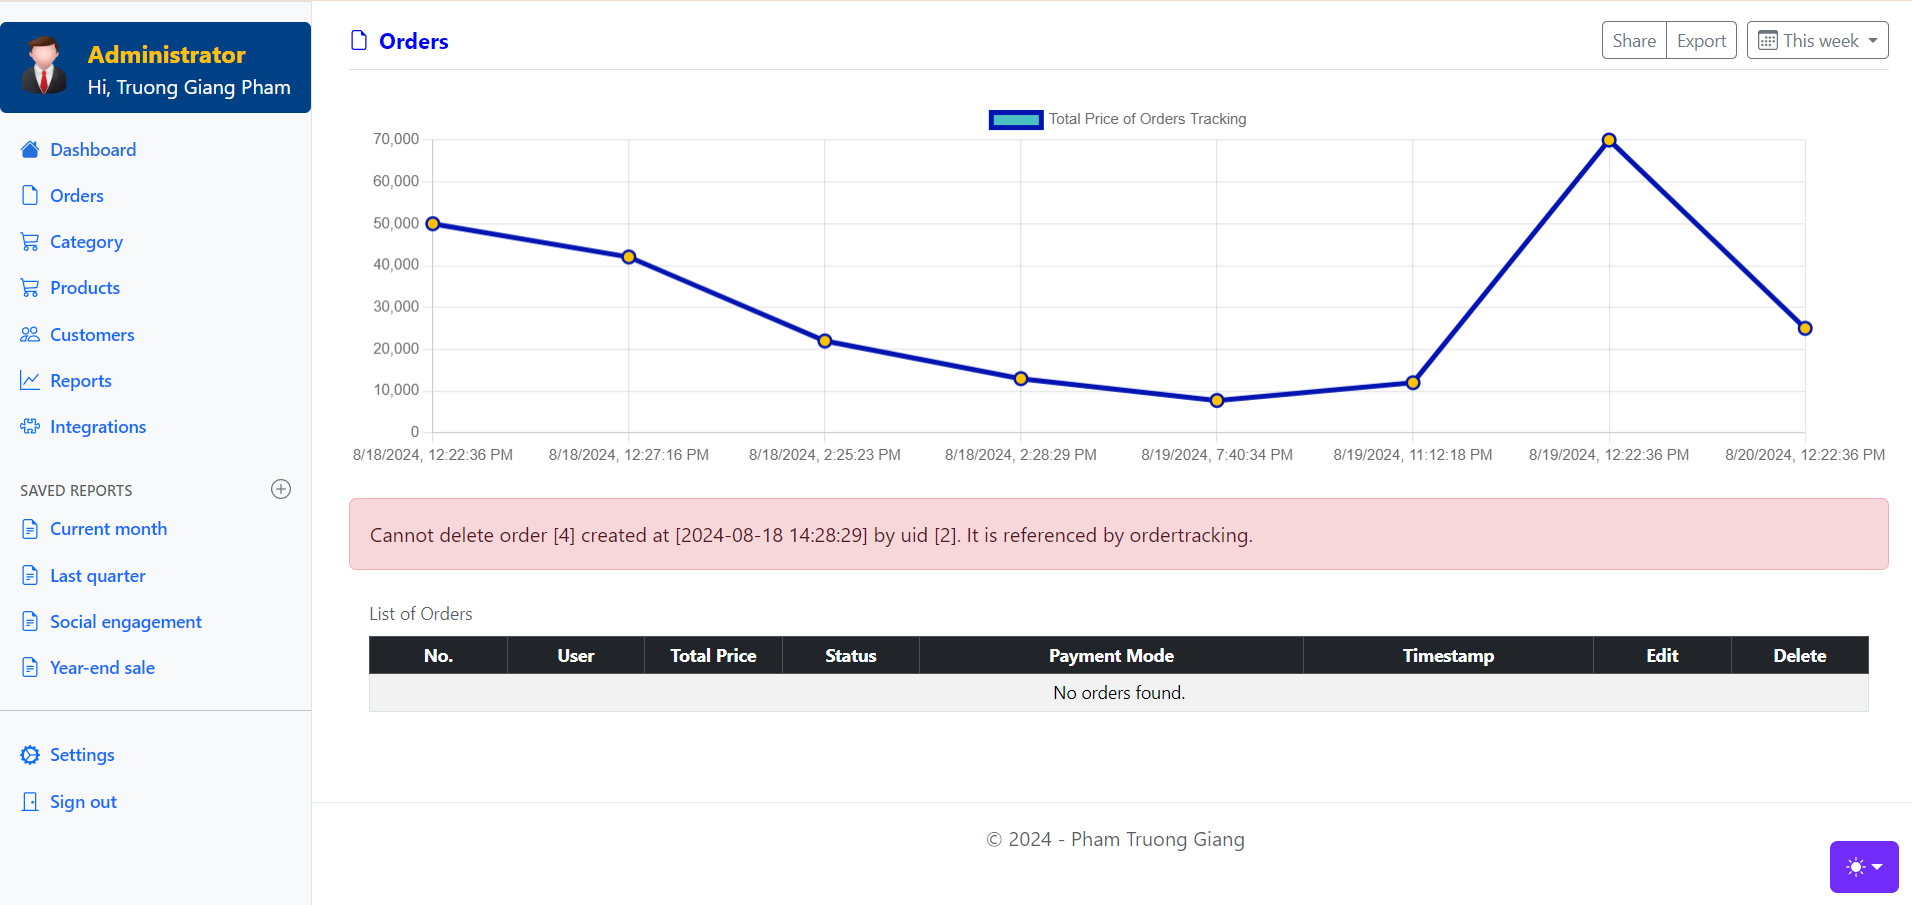 Administrator
Hi, Truong Giang Pham
Dashboard
Orders
Category
Products
Customers
Reports
Integrations
SAVED REPORTS
Current month
Last quarter
Social engagement
Year-end sale
Settings
Sign out
Orders
Share Export This week
Total Price of Orders Tracking
70,000
60,000
50,000
40,000
30,000
20,000
10,000
0
8/18/2024, 12:22:36 PM 8/18/2024, 12:27:16 PM 8/18/2024, 2:25:23 PM 8/18/2024, 2:28:29 PM 8/19/2024, 7:40:34 PM 8/19/2024, 11:12:18 PM 8/19/2024, 12:22:36 PM 8/20/2024, 12:22:36 PM
Cannot delete order [4] created at [2024-08-18 14:28:29] by uid [2]. It is referenced by ordertracking.
List of Orders
No. User Total Price Status Payment Mode Timestamp Edit Delete
No orders found.
© 2024 - Pham Truong Giang